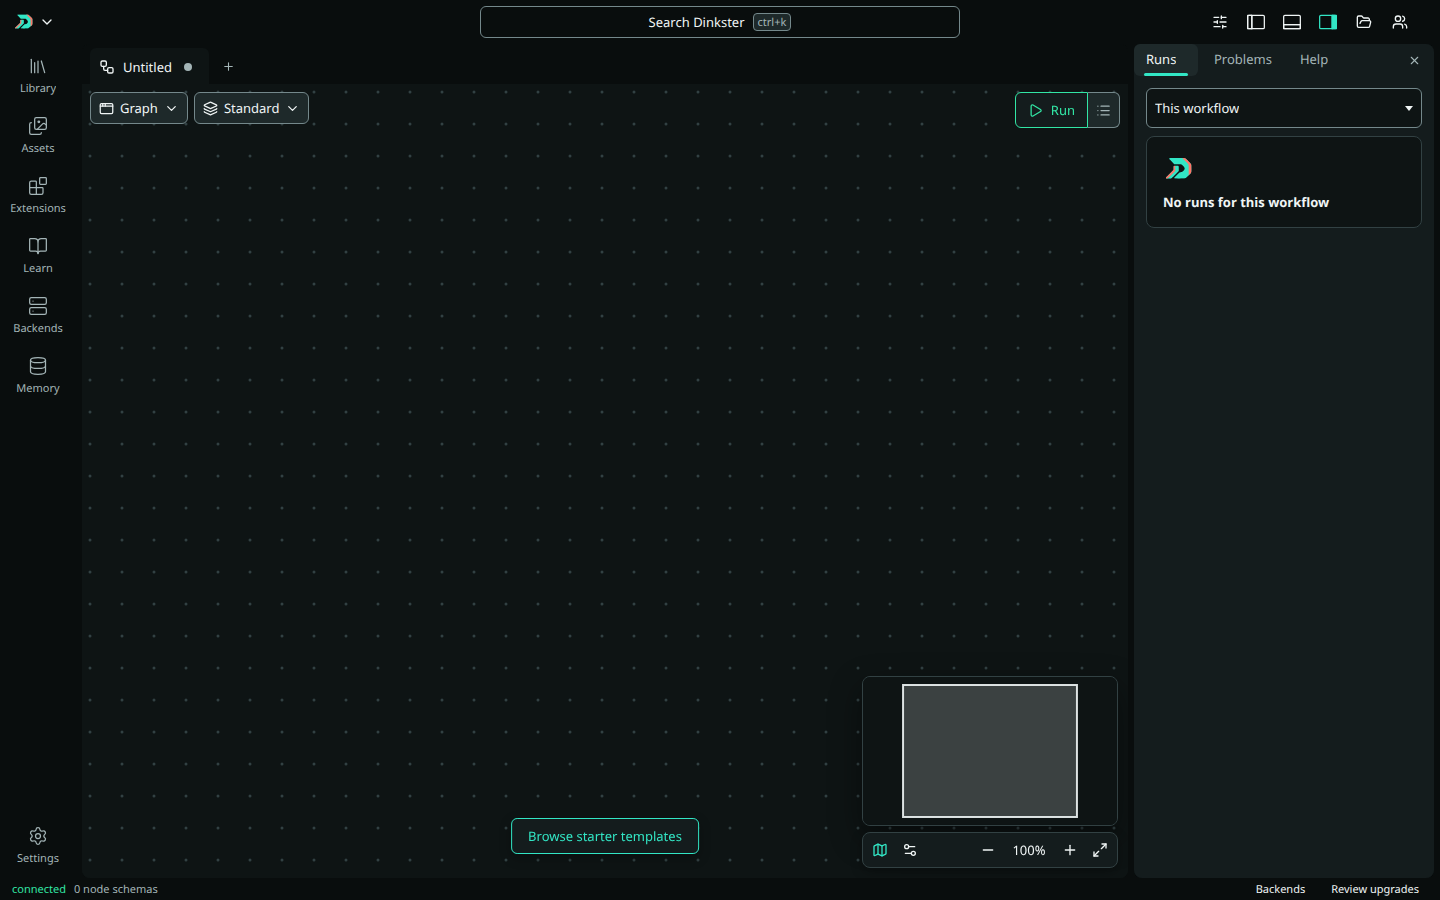 Search Dinkster ctrl+k
Library
Assets
Extensions
Learn
Backends
Memory
Settings
Untitled
Graph
Standard
Run
Browse starter templates
100%
Runs
Problems
Help
This workflow
No runs for this workflow
connected
0 node schemas
Backends
Review upgrades